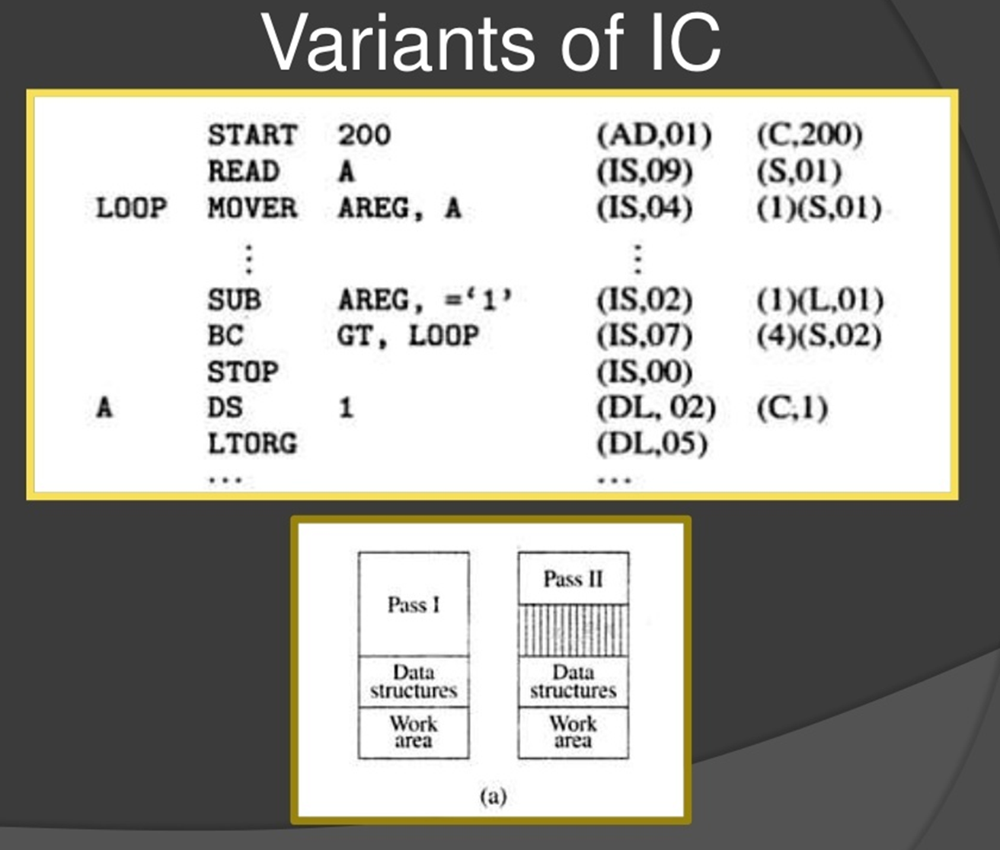 Variants of IC
START 200 (AD,01) (C,200)
READ A (IS,09) (S,01)
LOOP MOVER AREG, A (IS,04) (1)(S,01)
⋮ ⋮
SUB AREG, =‘1’ (IS,02) (1)(L,01)
BC GT, LOOP (IS,07) (4)(S,02)
STOP (IS,00)
A DS 1 (DL, 02) (C,1)
LTORG (DL,05)
... ...
Pass I
Data
structures
Work
area
Pass II
Data
structures
Work
area
(a)